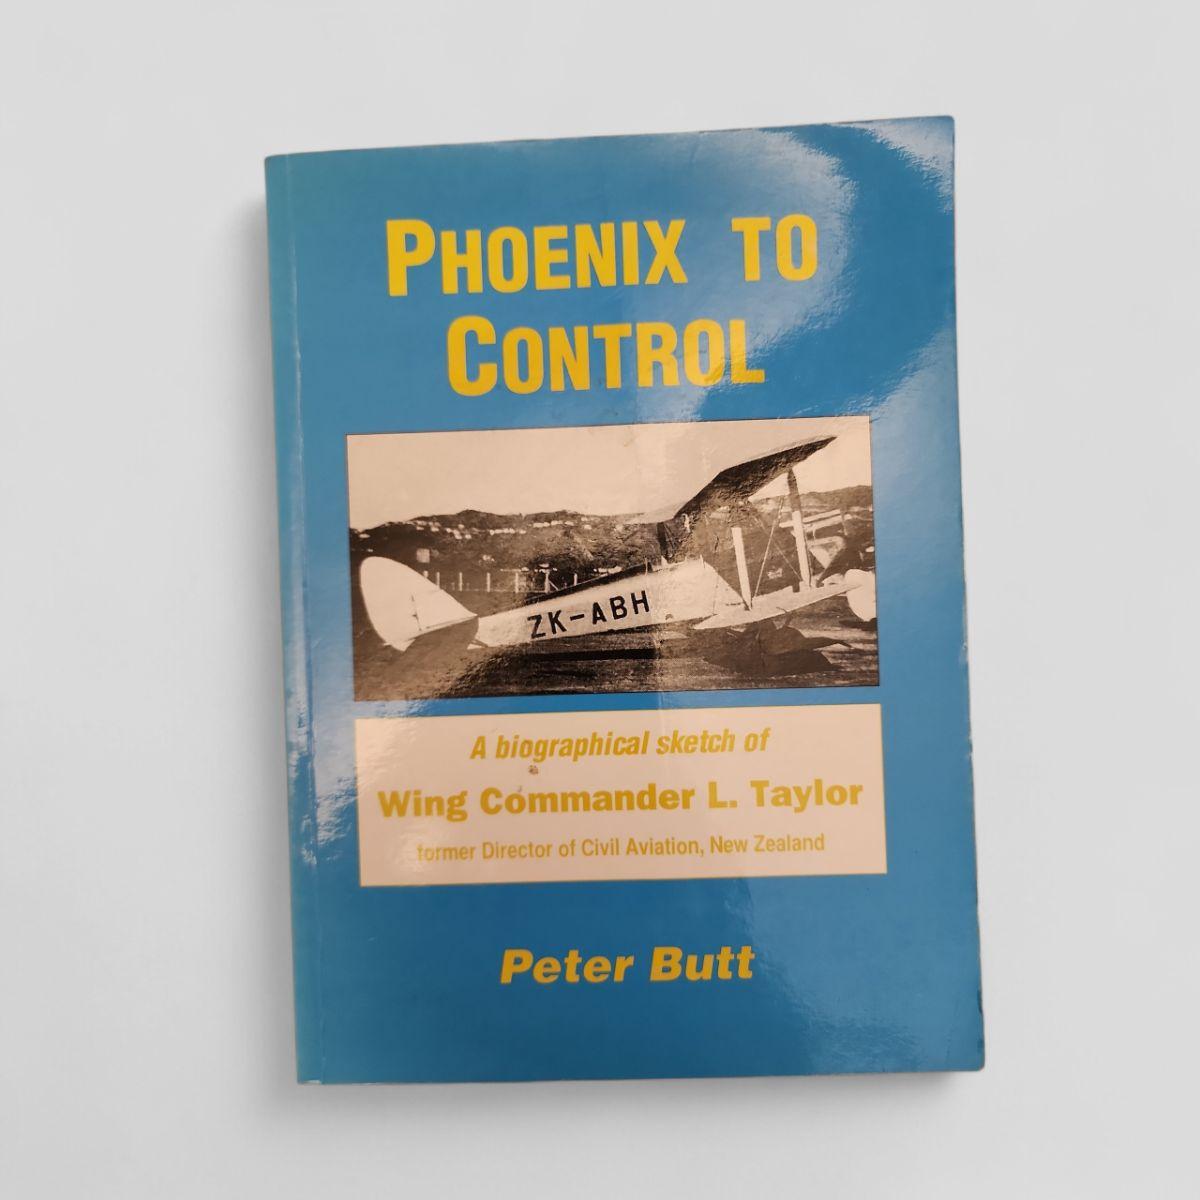 PHOENIX TO
CONTROL
ZK-ABH
A biographical sketch of
Wing Commander L. Taylor
former Director of Civil Aviation, New Zealand
Peter Butt